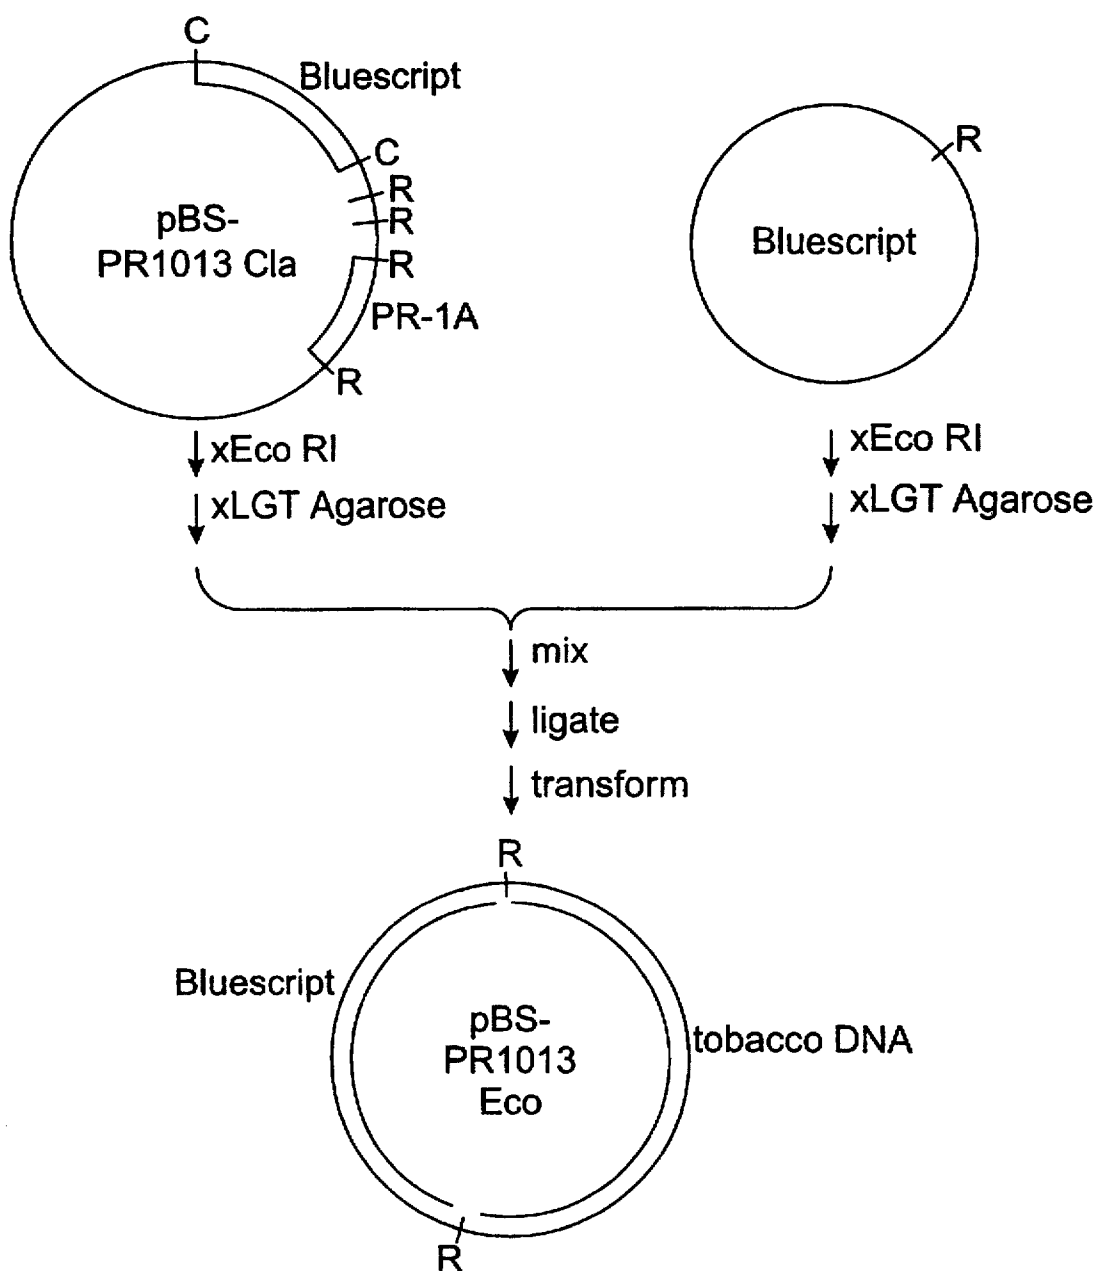 C
Bluescript
C
R
R
R
pBS-
PR1013 Cla
PR-1A
R
xEco RI
xLGT Agarose
R
Bluescript
xEco RI
xLGT Agarose
mix
ligate
transform
R
Bluescript
pBS-
PR1013
Eco
tobacco DNA
R